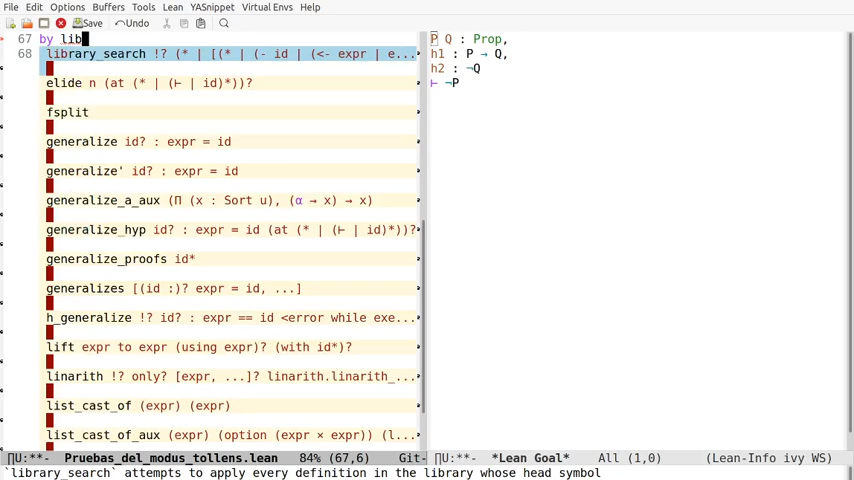 File Edit Options Buffers Tools Lean YASnippet Virtual Envs Help
Save Undo
67 by lib
68 library_search !? (* | [(* | (- id | (<- expr | e...
elide n (at (* | (⊢ | id)*))?
fsplit
generalize id? : expr = id
generalize' id? : expr = id
generalize_a_aux (Π (x : Sort u), (α → x) → x)
generalize_hyp id? : expr = id (at (* | (⊢ | id)*))?
generalize_proofs id*
generalizes [(id :)? expr = id, ...]
h_generalize !? id? : expr == id <error while exe...
lift expr to expr (using expr)? (with id*)?
linarith !? only? [expr, ...]? linarith.linarith_...
list_cast_of (expr) (expr)
list_cast_of_aux (expr) (option (expr × expr)) (l...
P Q : Prop,
h1 : P → Q,
h2 : ¬Q
⊢ ¬P
∏U:**- Pruebas_del_modus_tollens.lean 84% (67,6) Git-
∏U:**- *Lean Goal* All (1,0) (Lean-Info ivy WS)
`library_search` attempts to apply every definition in the library whose head symbol